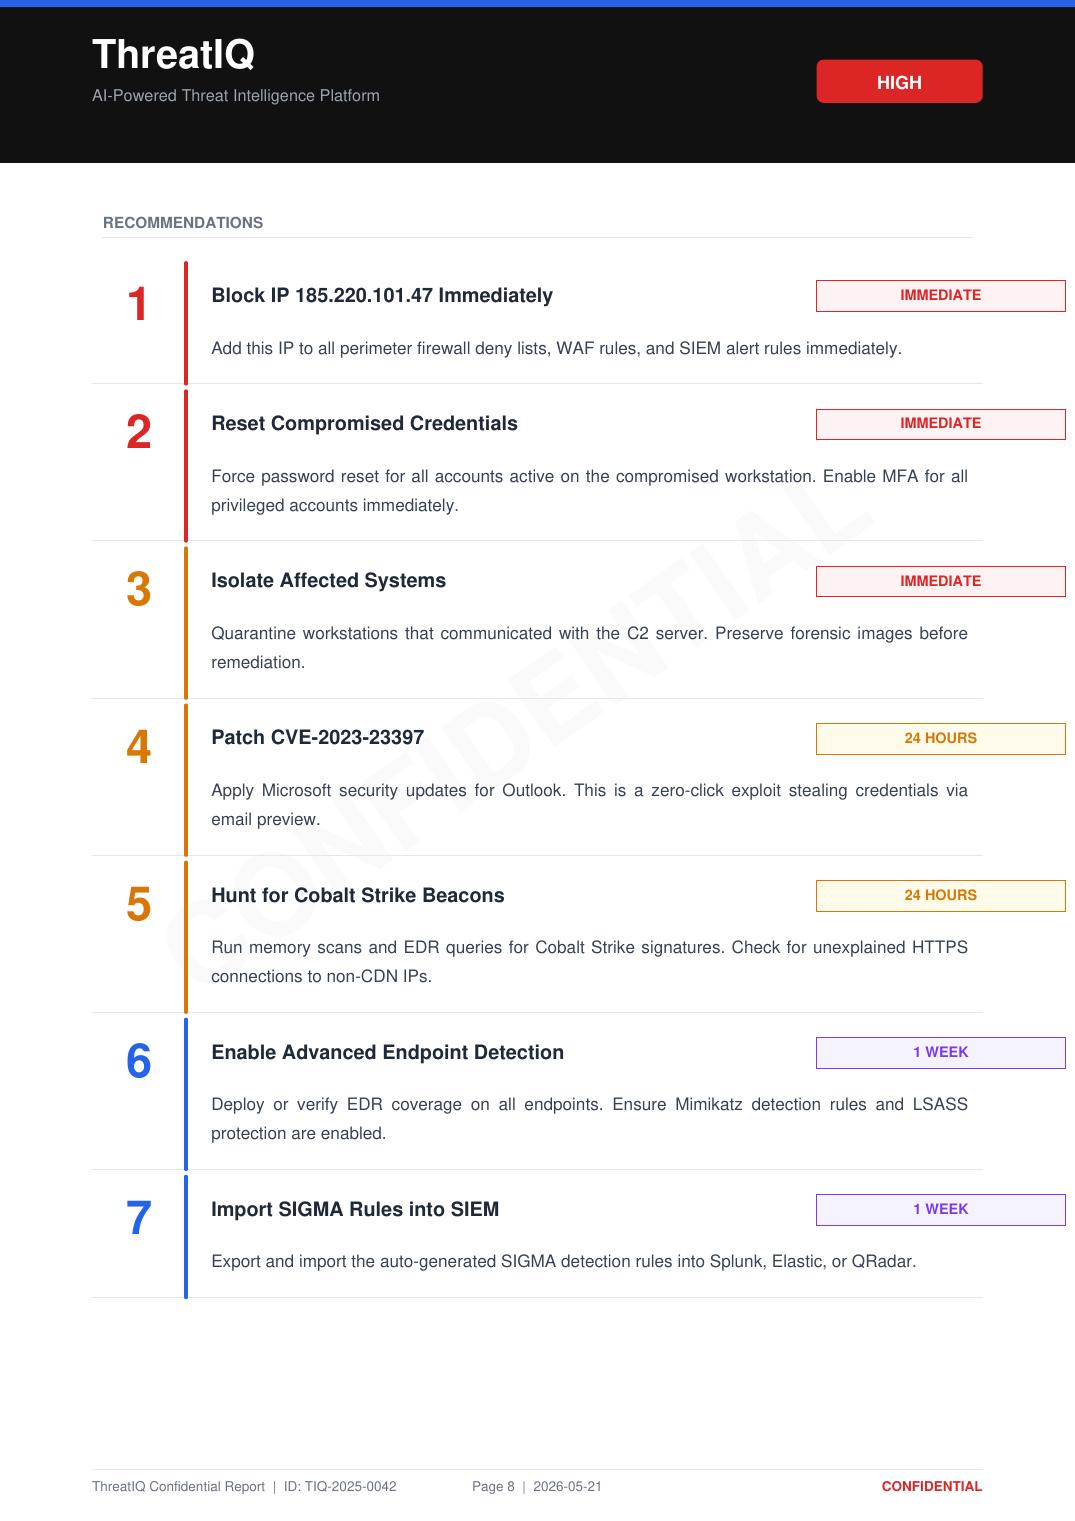 ThreatIQ
AI-Powered Threat Intelligence Platform
HIGH
RECOMMENDATIONS
1
Block IP 185.220.101.47 Immediately
IMMEDIATE
Add this IP to all perimeter firewall deny lists, WAF rules, and SIEM alert rules immediately.
2
Reset Compromised Credentials
IMMEDIATE
Force password reset for all accounts active on the compromised workstation. Enable MFA for all
privileged accounts immediately.
3
Isolate Affected Systems
IMMEDIATE
Quarantine workstations that communicated with the C2 server. Preserve forensic images before
remediation.
4
Patch CVE-2023-23397
24 HOURS
Apply Microsoft security updates for Outlook. This is a zero-click exploit stealing credentials via
email preview.
5
Hunt for Cobalt Strike Beacons
24 HOURS
Run memory scans and EDR queries for Cobalt Strike signatures. Check for unexplained HTTPS
connections to non-CDN IPs.
6
Enable Advanced Endpoint Detection
1 WEEK
Deploy or verify EDR coverage on all endpoints. Ensure Mimikatz detection rules and LSASS
protection are enabled.
7
Import SIGMA Rules into SIEM
1 WEEK
Export and import the auto-generated SIGMA detection rules into Splunk, Elastic, or QRadar.
CONFIDENTIAL
ThreatIQ Confidential Report | ID: TIQ-2025-0042
Page 8 | 2026-05-21
CONFIDENTIAL